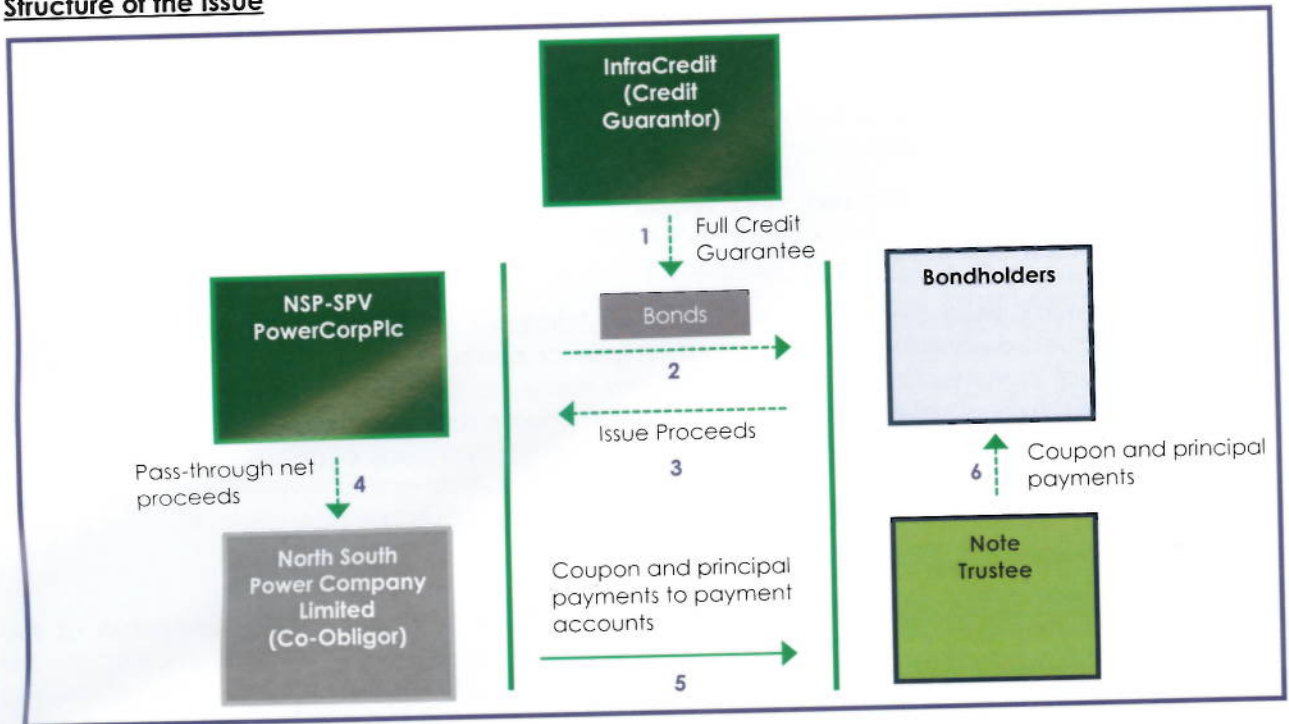 Structure of the Issue
InfraCredit
(Credit
Guarantor)
1
Full Credit
Guarantee
NSP-SPV
PowerCorpPlc
Bonds
Bondholders
2
Issue Proceeds
3
Pass-through net
proceeds
4
6
Coupon and principal
payments
North South
Power Company
Limited
(Co-Obligor)
Coupon and principal
payments to payment
accounts
5
Note
Trustee